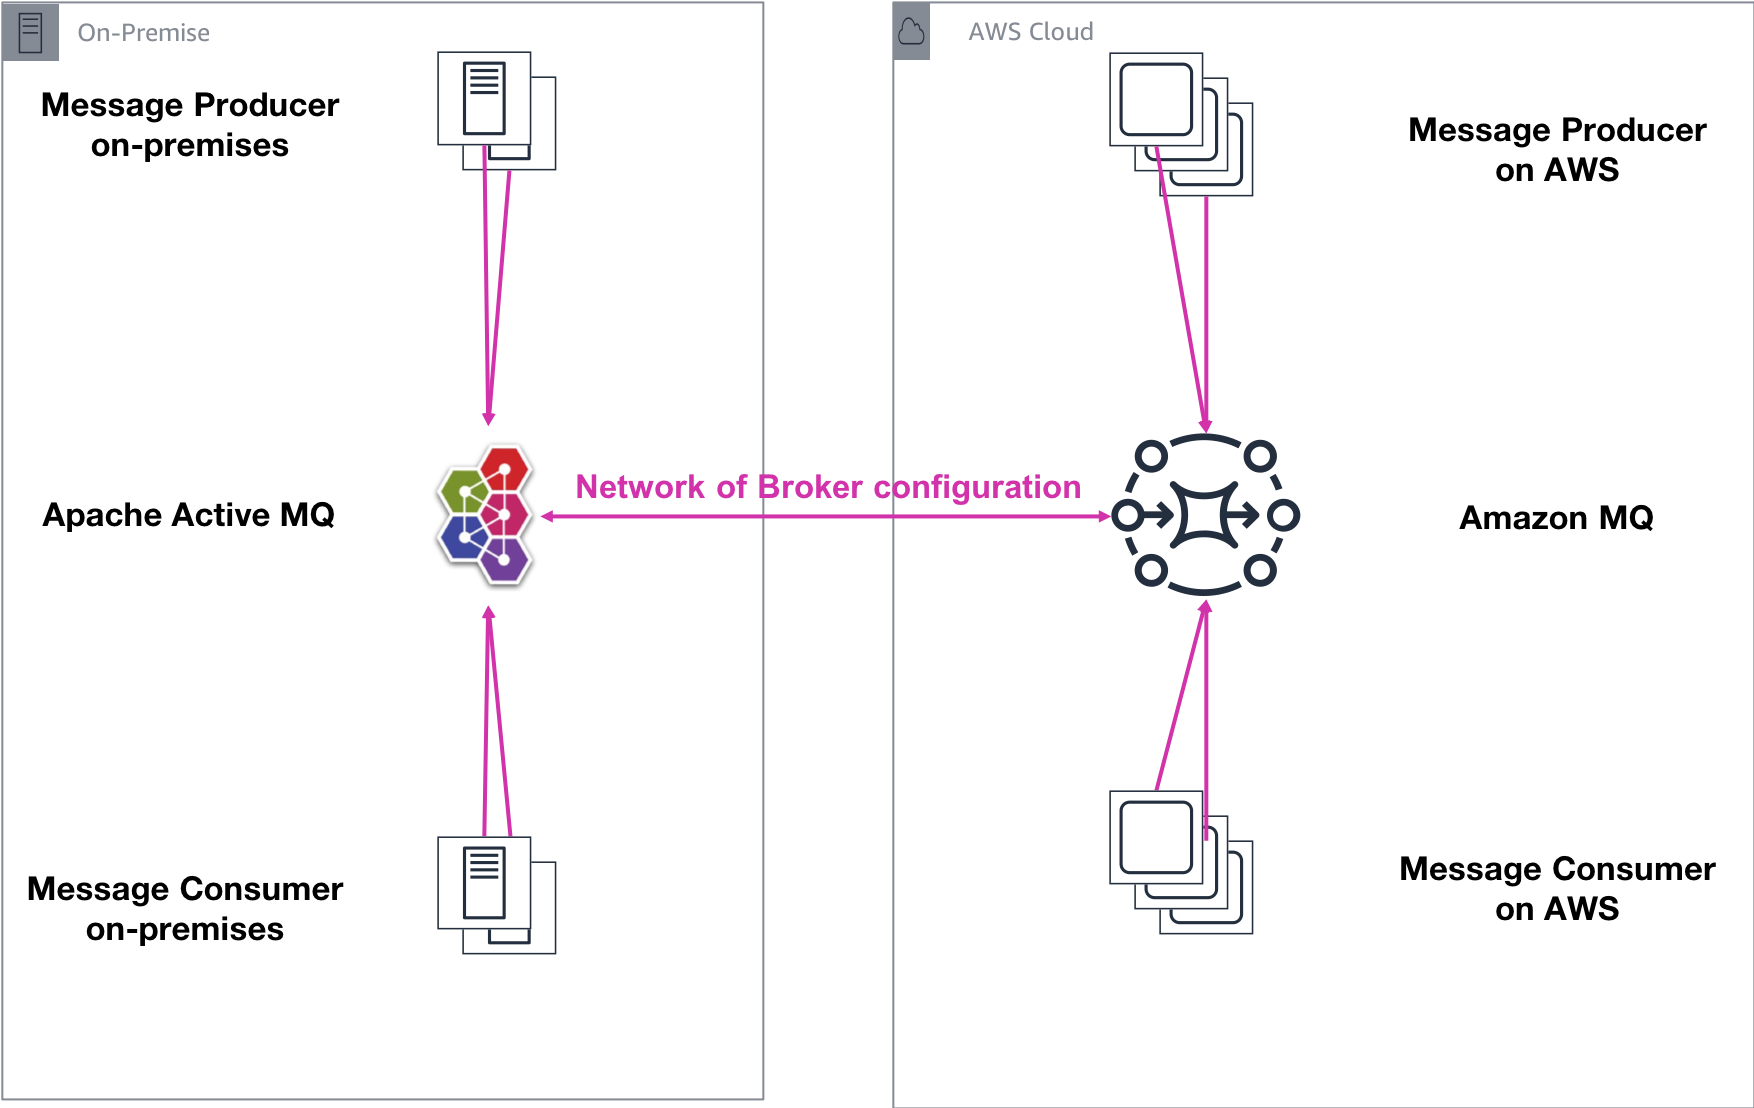 On-Premise
Message Producer
on-premises
Apache Active MQ
Message Consumer
on-premises
Network of Broker configuration
AWS Cloud
Message Producer
on AWS
Amazon MQ
Message Consumer
on AWS